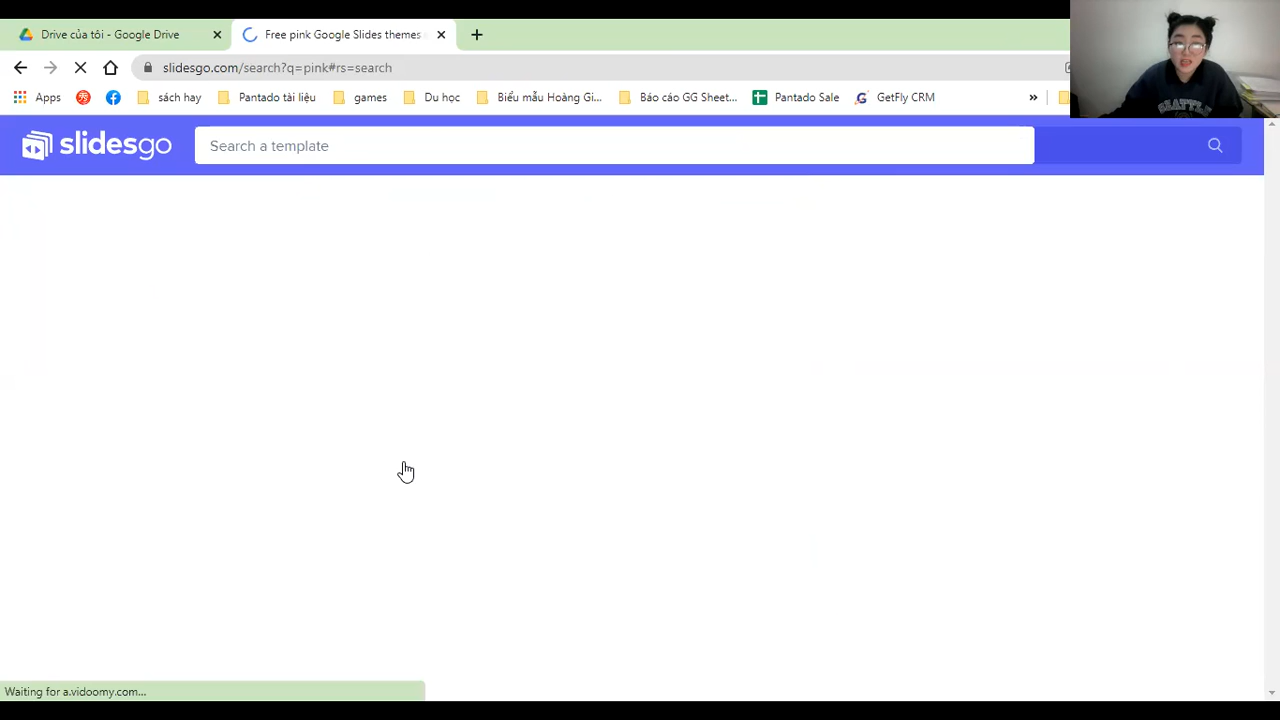 Drive của tôi - Google Drive
Free pink Google Slides themes
slidesgo.com/search?q=pink#rs=search
Apps
sách hay
Pantado tài liệu
games
Du học
Biểu mẫu Hoàng Gi...
Báo cáo GG Sheet...
Pantado Sale
GetFly CRM
»
slidesgo
Search a template
SEATTLE
Waiting for a.vidoomy.com...